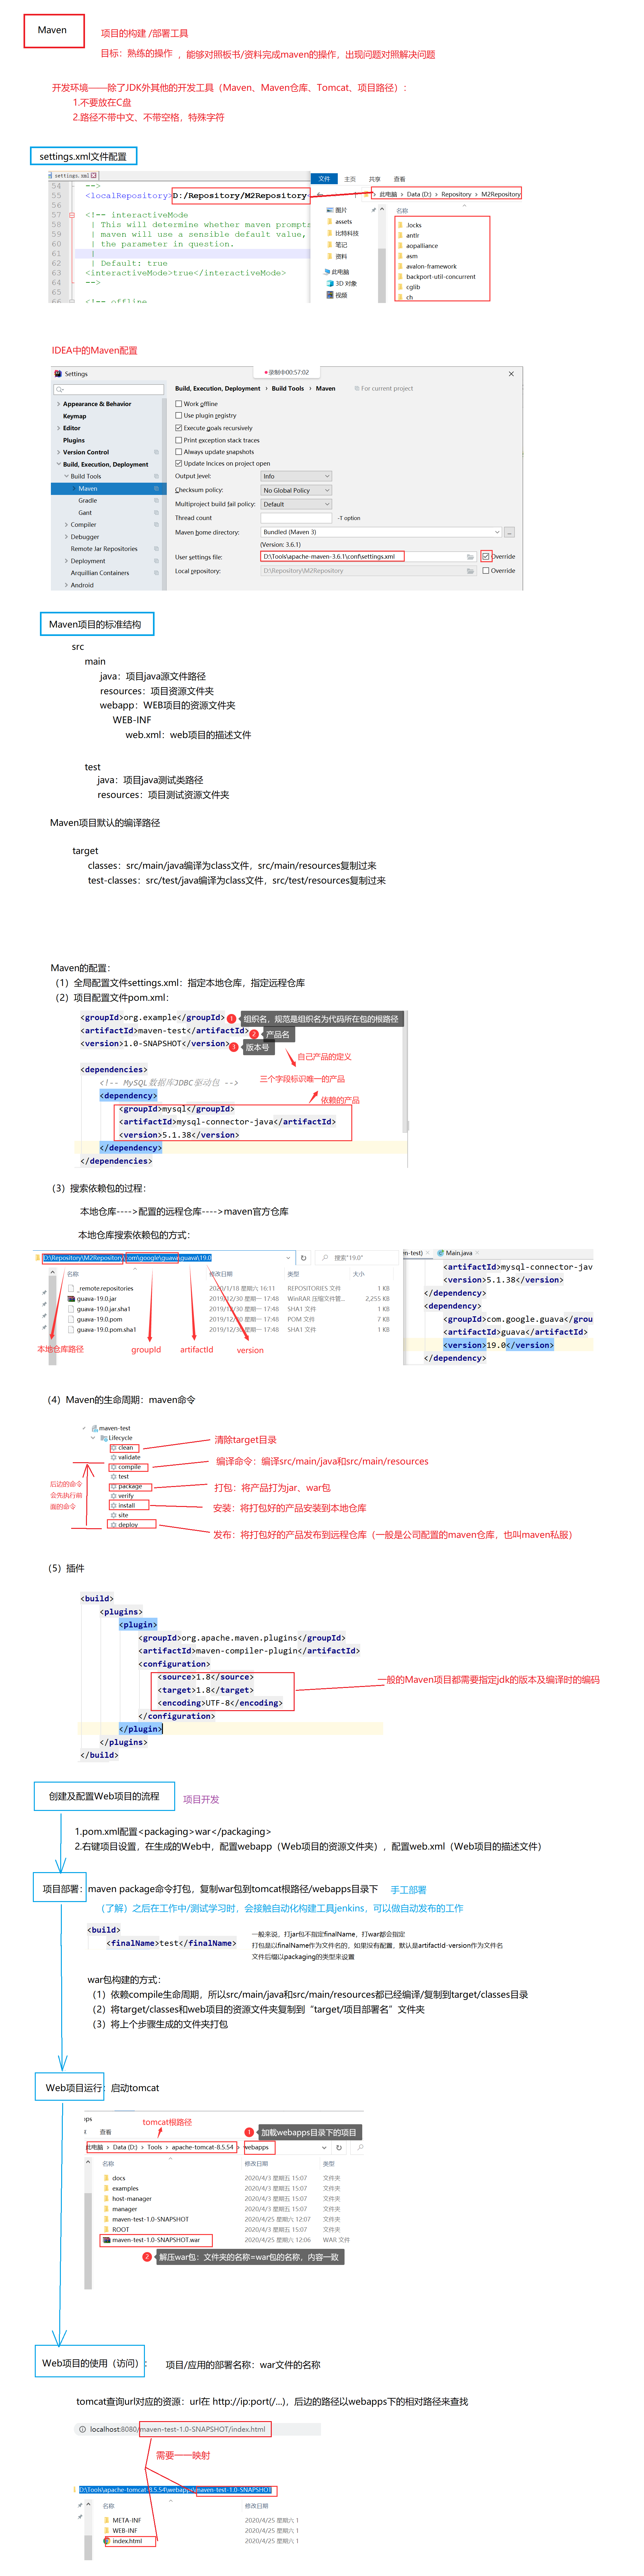 Maven
项目的构建 /部署工具
目标：熟练的操作 ，能够对照板书/资料完成maven的操作，出现问题对照解决问题
开发环境——除了JDK外其他的开发工具（Maven、Maven仓库、Tomcat、项目路径）：
1.不要放在C盘
2.路径不带中文、不带空格，特殊字符
settings.xml文件配置
settings.xml
54 -->
55 <localRepository>D:/Repository/M2Repository
56
57 <!-- interactiveMode
58 | This will determine whether maven prompts
59 | maven will use a sensible default value,
60 | the parameter in question.
61 |
62 | Default: true
63 <interactiveMode>true</interactiveMode>
64 -->
65
66 <!-- offline
文件 主页 共享 查看
此电脑 › Data (D:) › Repository › M2Repository
图片
assets
比特科技
笔记
资料
此电脑
3D 对象
视频
名称
.locks
antlr
aopalliance
asm
avalon-framework
backport-util-concurrent
cglib
ch
IDEA中的Maven配置
Settings
录制中00:57:02
Appearance & Behavior
Keymap
Editor
Plugins
Version Control
Build, Execution, Deployment
Build Tools
Maven
Gradle
Gant
Compiler
Debugger
Remote Jar Repositories
Deployment
Arquillian Containers
Android
Build, Execution, Deployment › Build Tools › Maven For current project
Work offline
Use plugin registry
Execute goals recursively
Print exception stack traces
Always update snapshots
Update Incices on project open
Output level: Info
Checksum policy: No Global Policy
Multiproject build fail policy: Default
Thread count -T option
Maven home directory: Bundled (Maven 3)
(Version: 3.6.1)
User settings file: D:\Tools\apache-maven-3.6.1\conf\settings.xml Override
Local repository: D:\Repository\M2Repository Override
Maven项目的标准结构
src
main
java：项目java源文件路径
resources：项目资源文件夹
webapp：WEB项目的资源文件夹
WEB-INF
web.xml：web项目的描述文件
test
java：项目java测试类路径
resources：项目测试资源文件夹
Maven项目默认的编译路径
target
classes：src/main/java编译为class文件，src/main/resources复制过来
test-classes：src/test/java编译为class文件，src/test/resources复制过来
Maven的配置：
（1）全局配置文件settings.xml：指定本地仓库，指定远程仓库
（2）项目配置文件pom.xml：
<groupId>org.example</groupId> 1 组织名，规范是组织名为代码所在包的根路径
<artifactId>maven-test</artifactId> 2 产品名
<version>1.0-SNAPSHOT</version> 3 版本号
自己产品的定义
<dependencies>
三个字段标识唯一的产品
<!-- MySQL数据库JDBC驱动包 -->
<dependency>
依赖的产品
<groupId>mysql</groupId>
<artifactId>mysql-connector-java</artifactId>
<version>5.1.38</version>
</dependency>
</dependencies>
（3）搜索依赖包的过程：
本地仓库---->配置的远程仓库---->maven官方仓库
本地仓库搜索依赖包的方式：
D:\Repository\M2Repository\com\google\guava\guava\19.0
搜索"19.0"
名称 修改日期 类型 大小
_remote.repositories 2020/1/18 星期六 16:11 REPOSITORIES 文件 1 KB
guava-19.0.jar 2019/12/30 星期一 17:48 WinRAR 压缩文件管... 2,255 KB
guava-19.0.jar.sha1 2019/12/30 星期一 17:48 SHA1 文件 1 KB
guava-19.0.pom 2019/12/30 星期一 17:48 POM 文件 7 KB
guava-19.0.pom.sha1 2019/12/30 星期一 17:48 SHA1 文件 1 KB
本地仓库路径 groupId artifactId version
n-test) Main.java
<artifactId>mysql-connector-jav
<version>5.1.38</version>
</dependency>
<dependency>
<groupId>com.google.guava</grou
<artifactId>guava</artifactId>
<version>19.0</version>
</dependency>
（4）Maven的生命周期：maven命令
maven-test
Lifecycle
clean
validate
compile
test
package
verify
install
site
deploy
后边的命令
会先执行前
面的命令
清除target目录
编译命令：编译src/main/java和src/main/resources
打包：将产品打为jar、war包
安装：将打包好的产品安装到本地仓库
发布：将打包好的产品发布到远程仓库（一般是公司配置的maven仓库，也叫maven私服）
（5）插件
<build>
<plugins>
<plugin>
<groupId>org.apache.maven.plugins</groupId>
<artifactId>maven-compiler-plugin</artifactId>
<configuration>
<source>1.8</source>
<target>1.8</target>
<encoding>UTF-8</encoding>
</configuration>
</plugin>
</plugins>
</build>
一般的Maven项目都需要指定jdk的版本及编译时的编码
创建及配置Web项目的流程
项目开发
1.pom.xml配置<packaging>war</packaging>
2.右键项目设置，在生成的Web中，配置webapp（Web项目的资源文件夹），配置web.xml（Web项目的描述文件）
项目部署：maven package命令打包，复制war包到tomcat根路径/webapps目录下 手工部署
（了解）之后在工作中/测试学习时，会接触自动化构建工具jenkins，可以做自动发布的工作
<build>
<finalName>test</finalName>
一般来说，打jar包不指定finalName，打war都会指定
打包是以finalName作为文件名的，如果没有配置，默认是artifactId-version作为文件名
文件后缀以packaging的类型来设置
war包构建的方式：
（1）依赖compile生命周期，所以src/main/java和src/main/resources都已经编译/复制到target/classes目录
（2）将target/classes和web项目的资源文件夹复制到“target/项目部署名”文件夹
（3）将上个步骤生成的文件夹打包
Web项目运行：启动tomcat
tomcat根路径
1 加载webapps目录下的项目
查看
此电脑 › Data (D:) › Tools › apache-tomcat-8.5.54 › webapps
名称 修改日期 类型
docs 2020/4/3 星期五 15:07 文件夹
examples 2020/4/3 星期五 15:07 文件夹
host-manager 2020/4/3 星期五 15:07 文件夹
manager 2020/4/3 星期五 15:07 文件夹
maven-test-1.0-SNAPSHOT 2020/4/25 星期六 12:07 文件夹
ROOT 2020/4/3 星期五 15:07 文件夹
maven-test-1.0-SNAPSHOT.war 2020/4/25 星期六 12:06 WAR 文件
2 解压war包：文件夹的名称=war包的名称，内容一致
Web项目的使用（访问）： 项目/应用的部署名称：war文件的名称
tomcat查询url对应的资源：url在 http://ip:port(/...)，后边的路径以webapps下的相对路径来查找
localhost:8080/maven-test-1.0-SNAPSHOT/index.html
需要一一映射
D:\Tools\apache-tomcat-8.5.54\webapps\maven-test-1.0-SNAPSHOT
名称 修改日期
META-INF 2020/4/25 星期六 1
WEB-INF 2020/4/25 星期六 1
index.html 2020/4/25 星期六 1